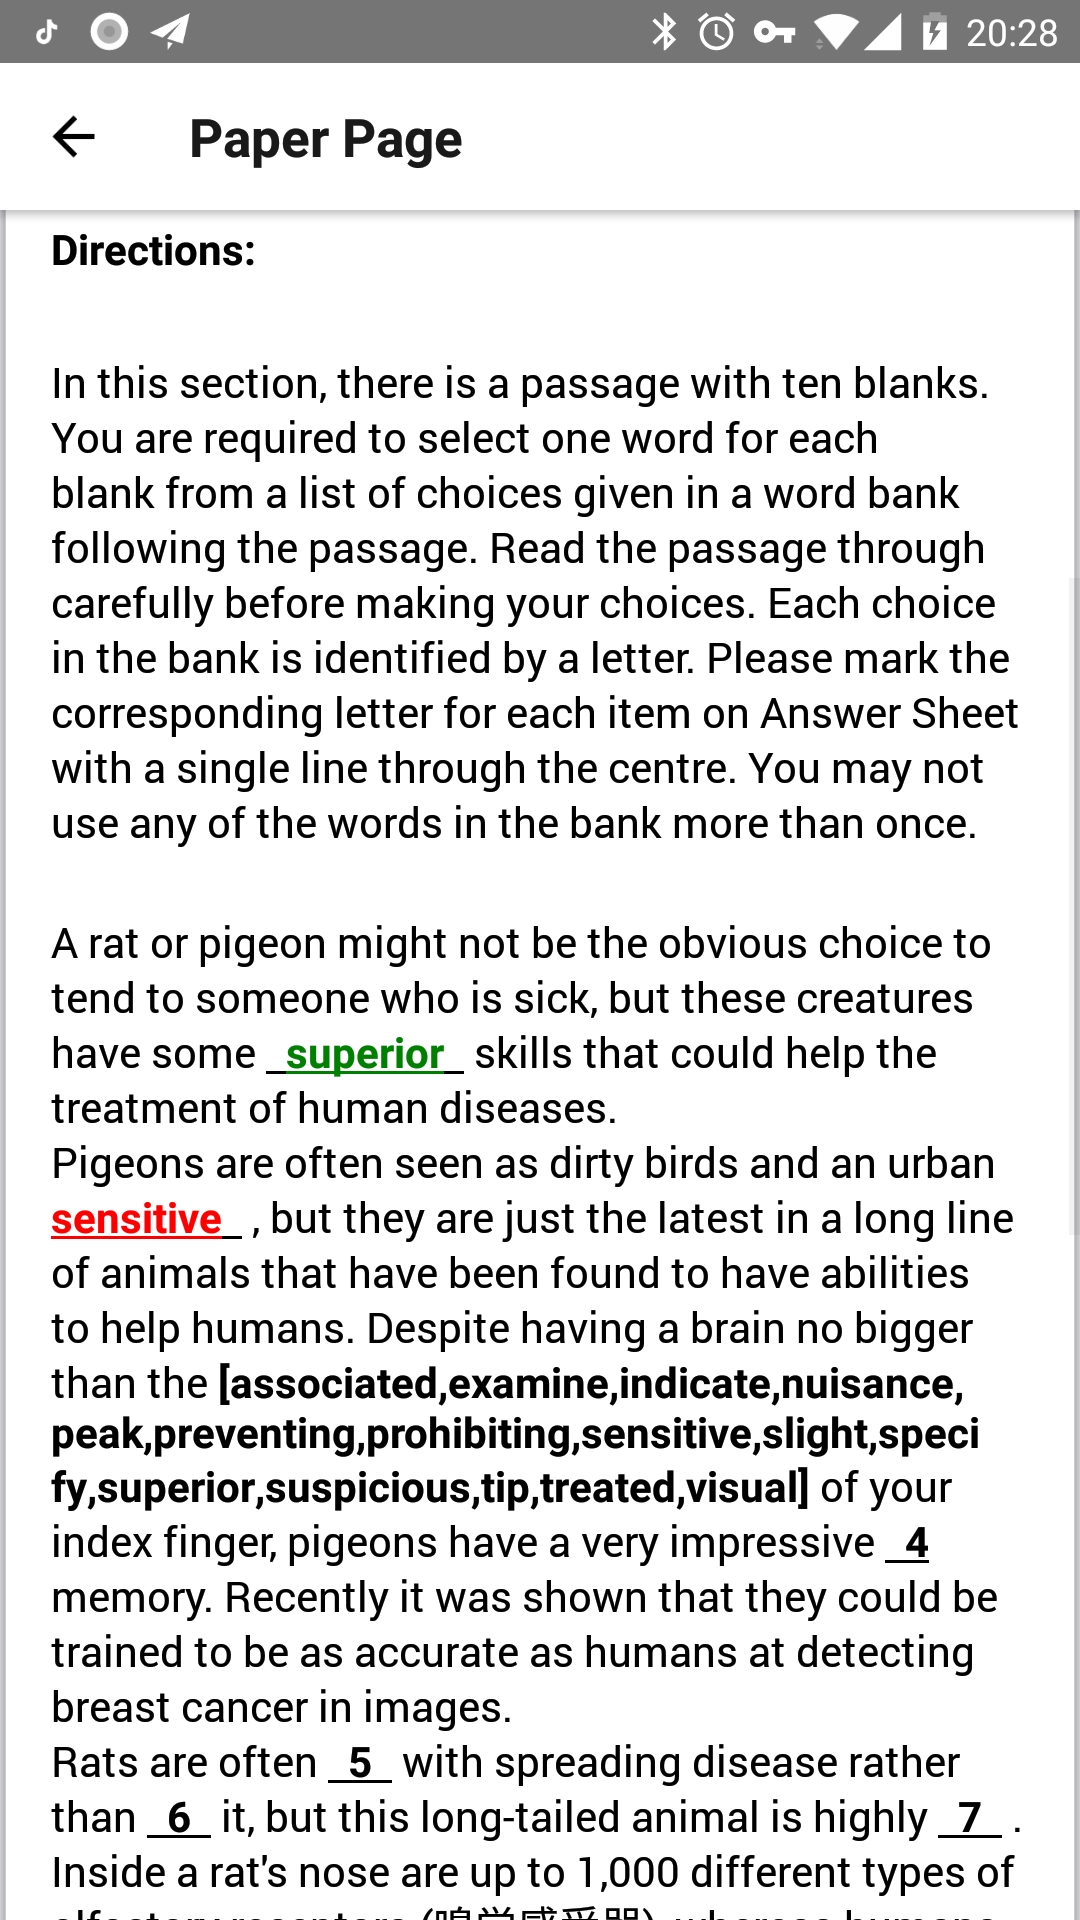 20:28
Paper Page
Directions:
In this section, there is a passage with ten blanks.
You are required to select one word for each
blank from a list of choices given in a word bank
following the passage. Read the passage through
carefully before making your choices. Each choice
in the bank is identified by a letter. Please mark the
corresponding letter for each item on Answer Sheet
with a single line through the centre. You may not
use any of the words in the bank more than once.
A rat or pigeon might not be the obvious choice to
tend to someone who is sick, but these creatures
have some _superior_ skills that could help the
treatment of human diseases.
Pigeons are often seen as dirty birds and an urban
sensitive_ , but they are just the latest in a long line
of animals that have been found to have abilities
to help humans. Despite having a brain no bigger
than the [associated,examine,indicate,nuisance,
peak,preventing,prohibiting,sensitive,slight,speci
fy,superior,suspicious,tip,treated,visual] of your
index finger, pigeons have a very impressive _4
memory. Recently it was shown that they could be
trained to be as accurate as humans at detecting
breast cancer in images.
Rats are often _5_ with spreading disease rather
than _6_ it, but this long-tailed animal is highly _7_ .
Inside a rat's nose are up to 1,000 different types of